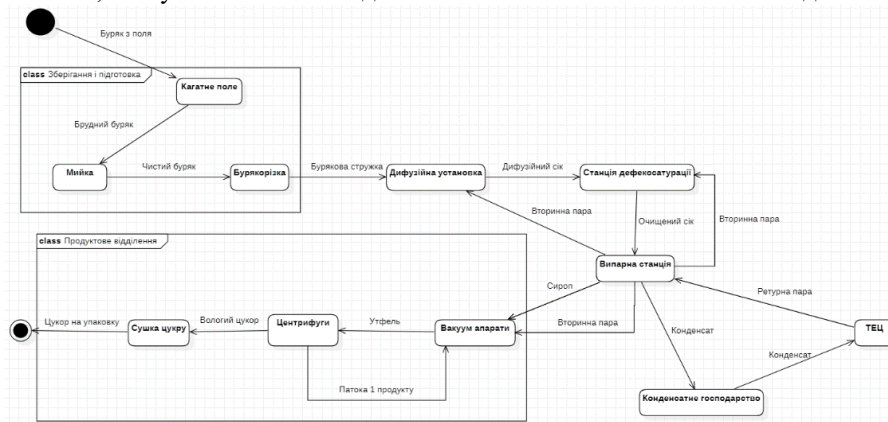 Буряк з поля
class Зберігання і підготовка
Кагатне поле
Брудний буряк
Мийка
Чистий буряк
Бурякорізка
Бурякова стружка
Дифузійна установка
Дифузійний сік
Станція дефекосатурації
Вторинна пара
Очищений сік
Вторинна пара
class Продуктове відділення
Випарна станція
Сироп
Ретурна пара
Цукор на упаковку
Сушка цукру
Вологий цукор
Центрифуги
Утфель
Вакуум апарати
Вторинна пара
Конденсат
ТЕЦ
Конденсат
Патока 1 продукту
Конденсатне господарство